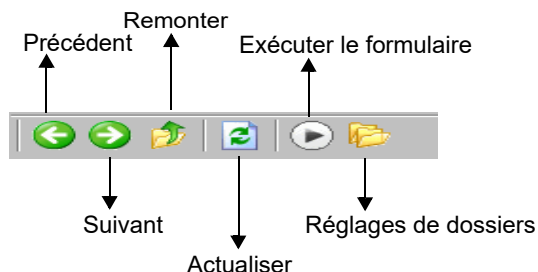 Remonter
Précédent
Exécuter le formulaire
Suivant
Réglages de dossiers
Actualiser